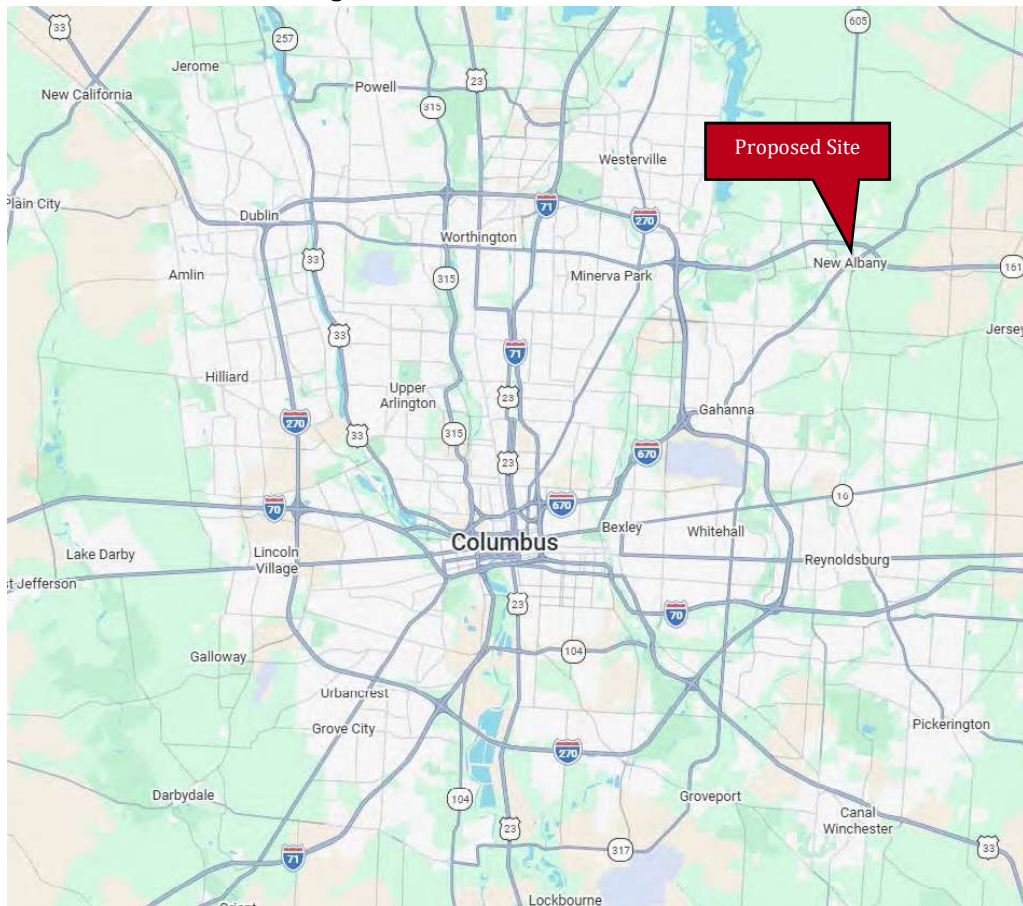 33
257
605
Jerome
23
Powell
New California
315
Westerville
Proposed Site
Plain City
71
270
Dublin
Worthington
New Albany
33
Minerva Park
161
Amlin
315
Jersey
33
71
Hilliard
Upper
Arlington
23
Gahanna
270
33
315
23
670
16
70
670
Bexley
Whitehall
Columbus
Lake Darby
Lincoln
Village
Reynoldsburg
st Jefferson
23
70
104
Galloway
Urbancrest
Grove City
Pickerington
270
Darbydale
104
Groveport
Canal
Winchester
23
71
317
33
Lockbourne